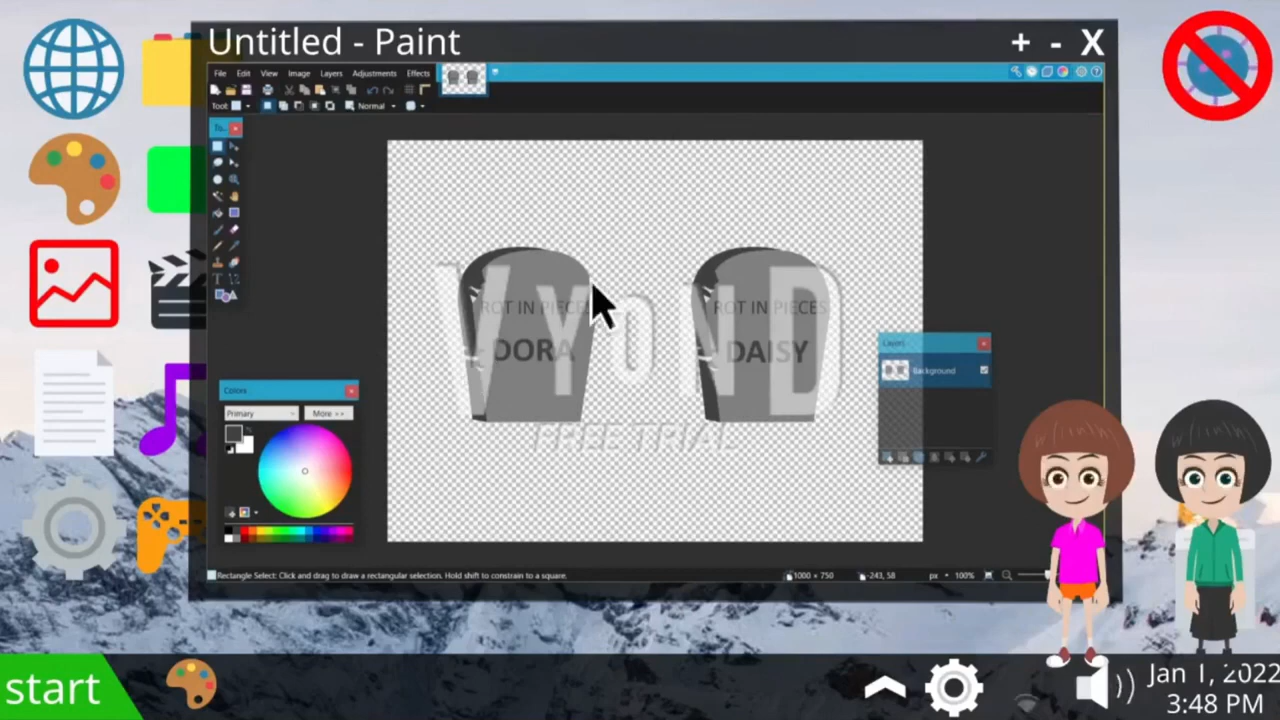 Untitled - Paint
+ - X
File Edit View Image Layers Adjustments Effects
Tool: Normal
To...
ROT IN PIECES ROT IN PIECES
DORA DAISY
VYOND
FREE TRIAL
Layers
Background
Colors
Primary More >>
Rectangle Select: Click and drag to draw a rectangular selection. Hold shift to constrain to a square. 1000 × 750 -243, 58 px 100%
start
Jan 1, 2022
3:48 PM